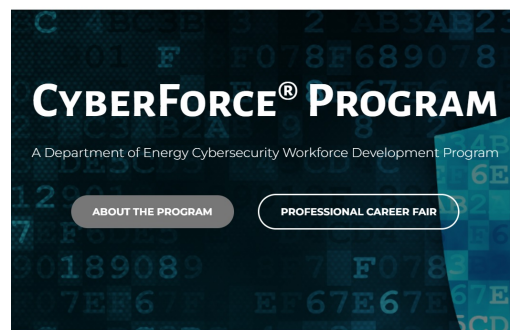 CyberForce® Program
A Department of Energy Cybersecurity Workforce Development Program
ABOUT THE PROGRAM
PROFESSIONAL CAREER FAIR